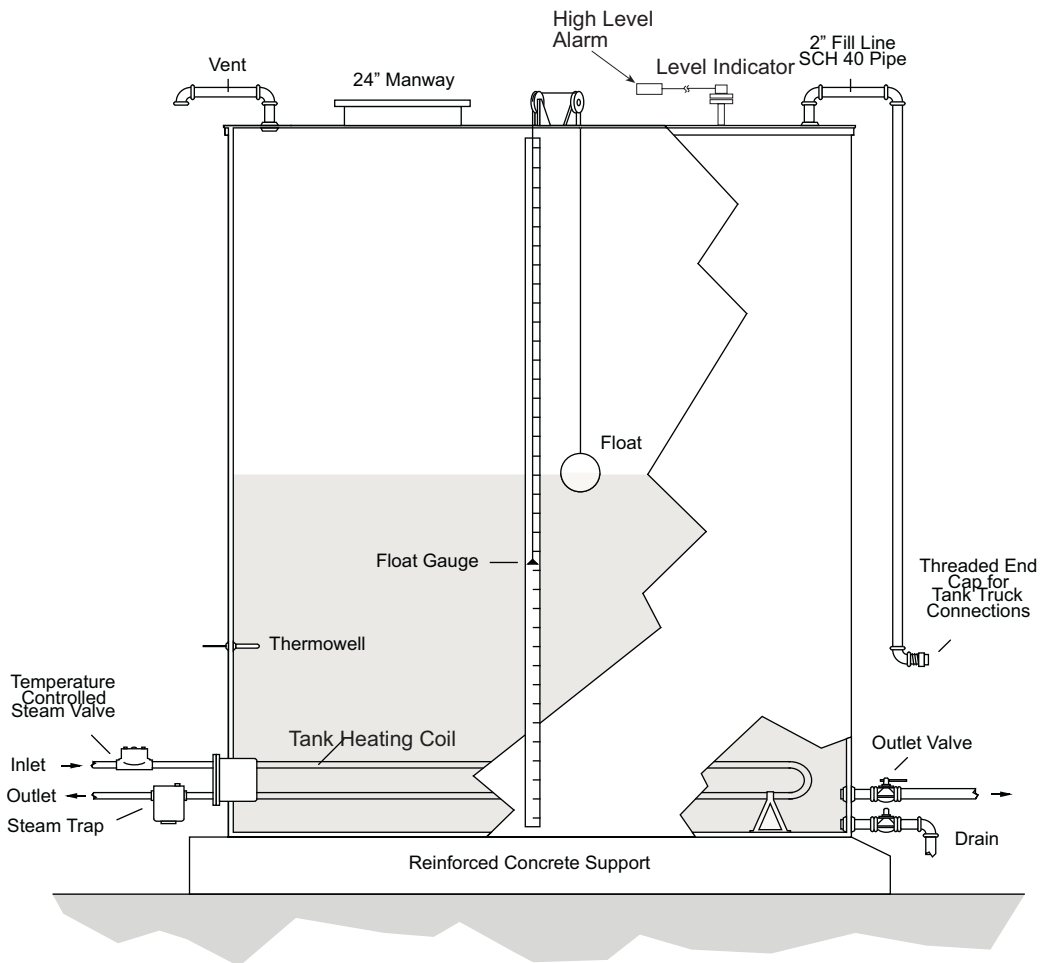 High Level
Alarm
2” Fill Line
SCH 40 Pipe
Vent
24” Manway
Level Indicator
Float
Float Gauge
Threaded End
Cap for
Tank Truck
Connections
Thermowell
Temperature
Controlled
Steam Valve
Tank Heating Coil
Outlet Valve
Inlet
Outlet
Steam Trap
Drain
Reinforced Concrete Support